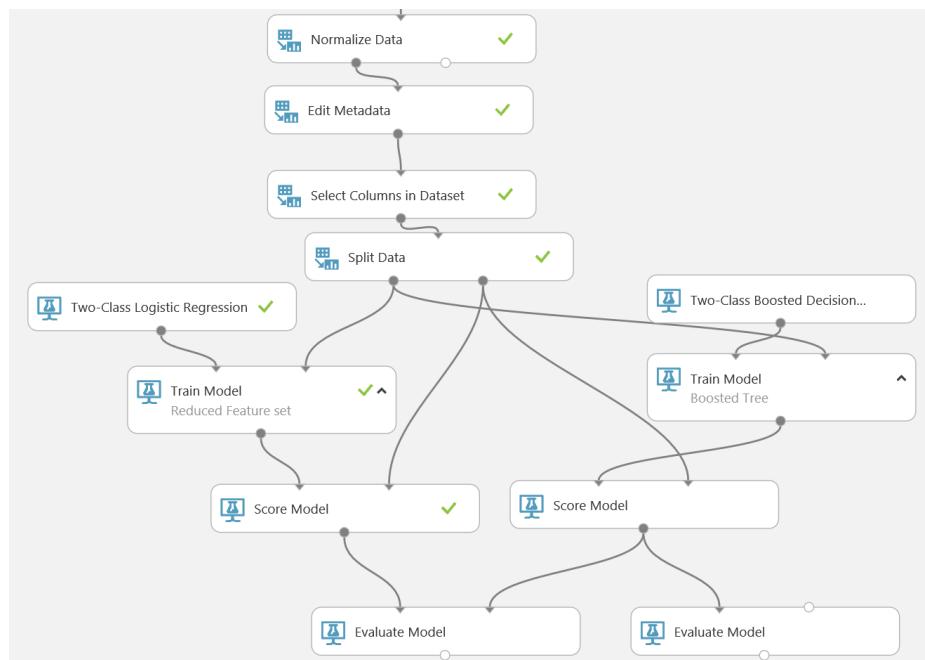 Normalize Data
Edit Metadata
Select Columns in Dataset
Split Data
Two-Class Logistic Regression
Two-Class Boosted Decision...
Train Model
Reduced Feature set
Train Model
Boosted Tree
Score Model
Score Model
Evaluate Model
Evaluate Model